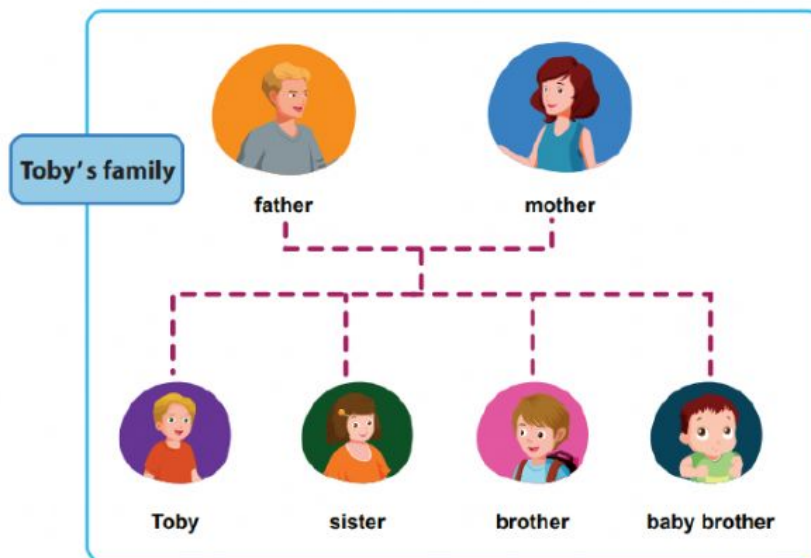 Toby's family
father
mother
Toby
sister
brother
baby brother